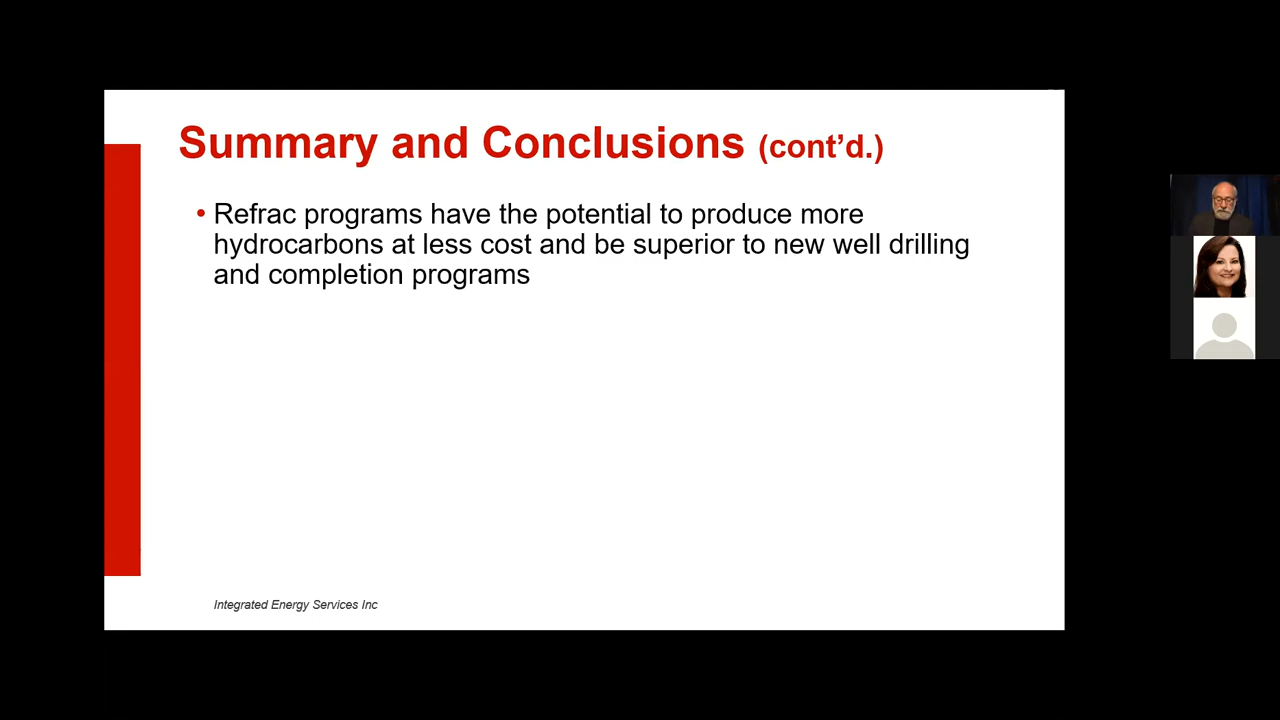 Summary and Conclusions (cont’d.)
• Refrac programs have the potential to produce more
hydrocarbons at less cost and be superior to new well drilling
and completion programs
Integrated Energy Services Inc